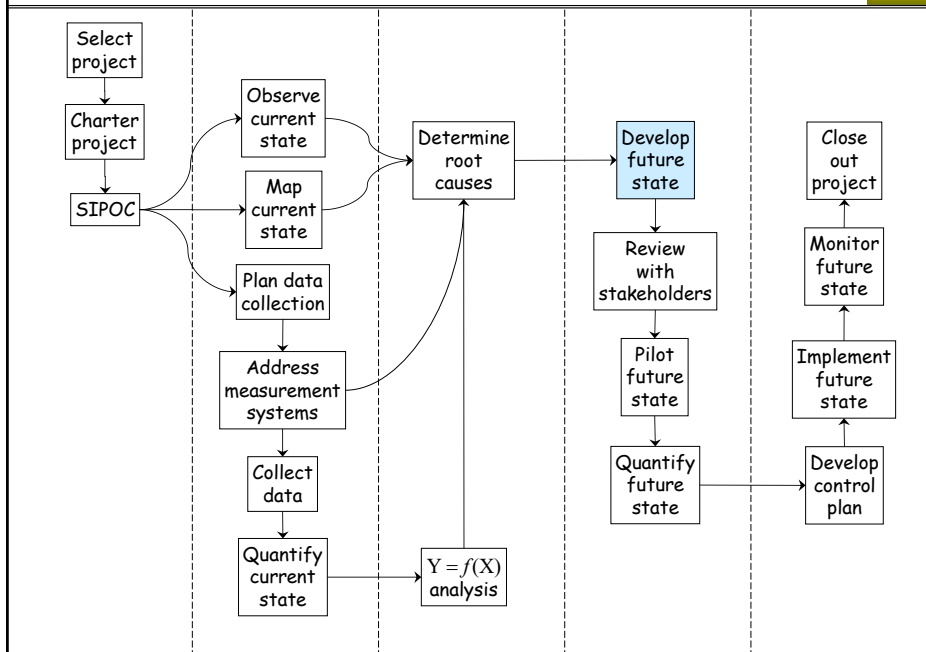 Select
project
Charter
project
SIPOC
Observe
current
state
Map
current
state
Plan data
collection
Address
measurement
systems
Collect
data
Quantify
current
state
Determine
root
causes
Y = f(X)
analysis
Develop
future
state
Review
with
stakeholders
Pilot
future
state
Quantify
future
state
Close
out
project
Monitor
future
state
Implement
future
state
Develop
control
plan